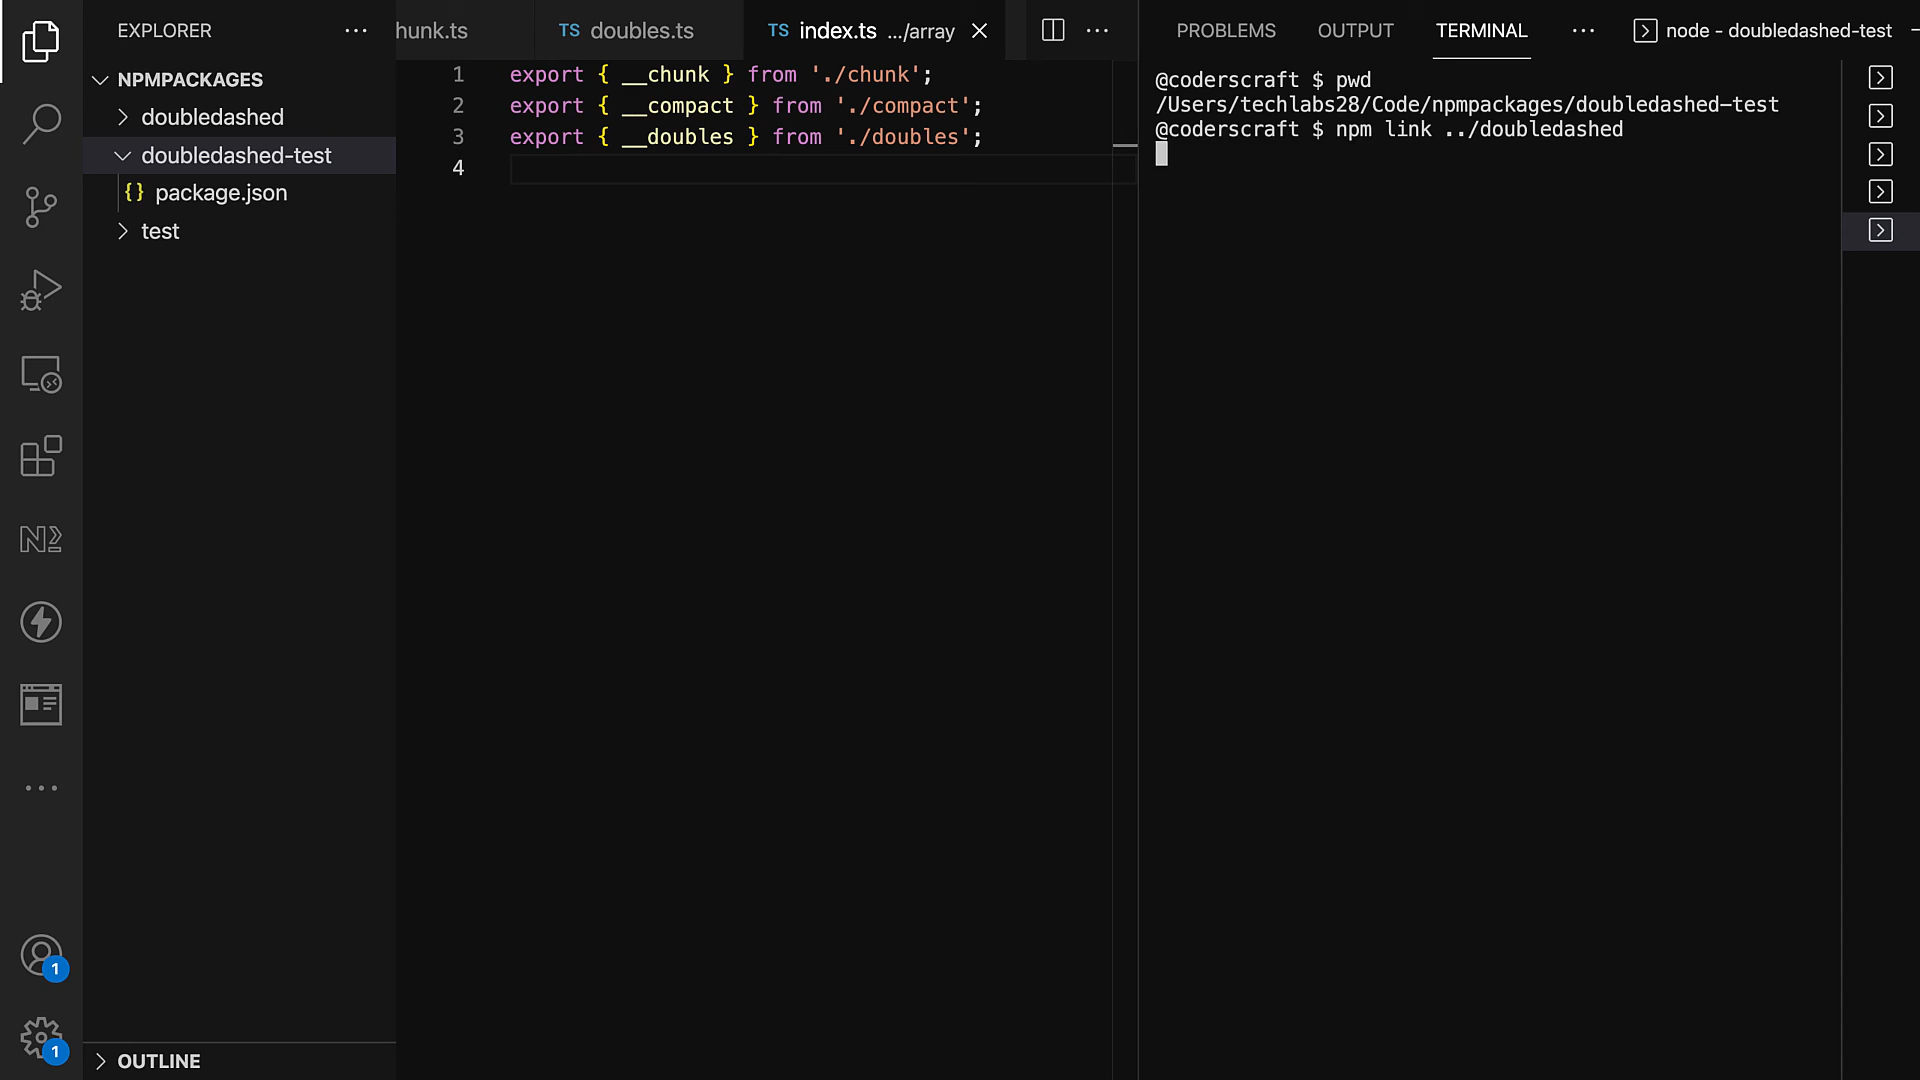 EXPLORER
NPMPACKAGES
doubledashed
doubledashed-test
{} package.json
test
OUTLINE
1
1
hunk.ts
TS doubles.ts
TS index.ts .../array
1 export { __chunk } from './chunk';
2 export { __compact } from './compact';
3 export { __doubles } from './doubles';
4
PROBLEMS OUTPUT TERMINAL
node - doubledashed-test
@coderscraft $ pwd
/Users/techlabs28/Code/npmpackages/doubledashed-test
@coderscraft $ npm link ../doubledashed